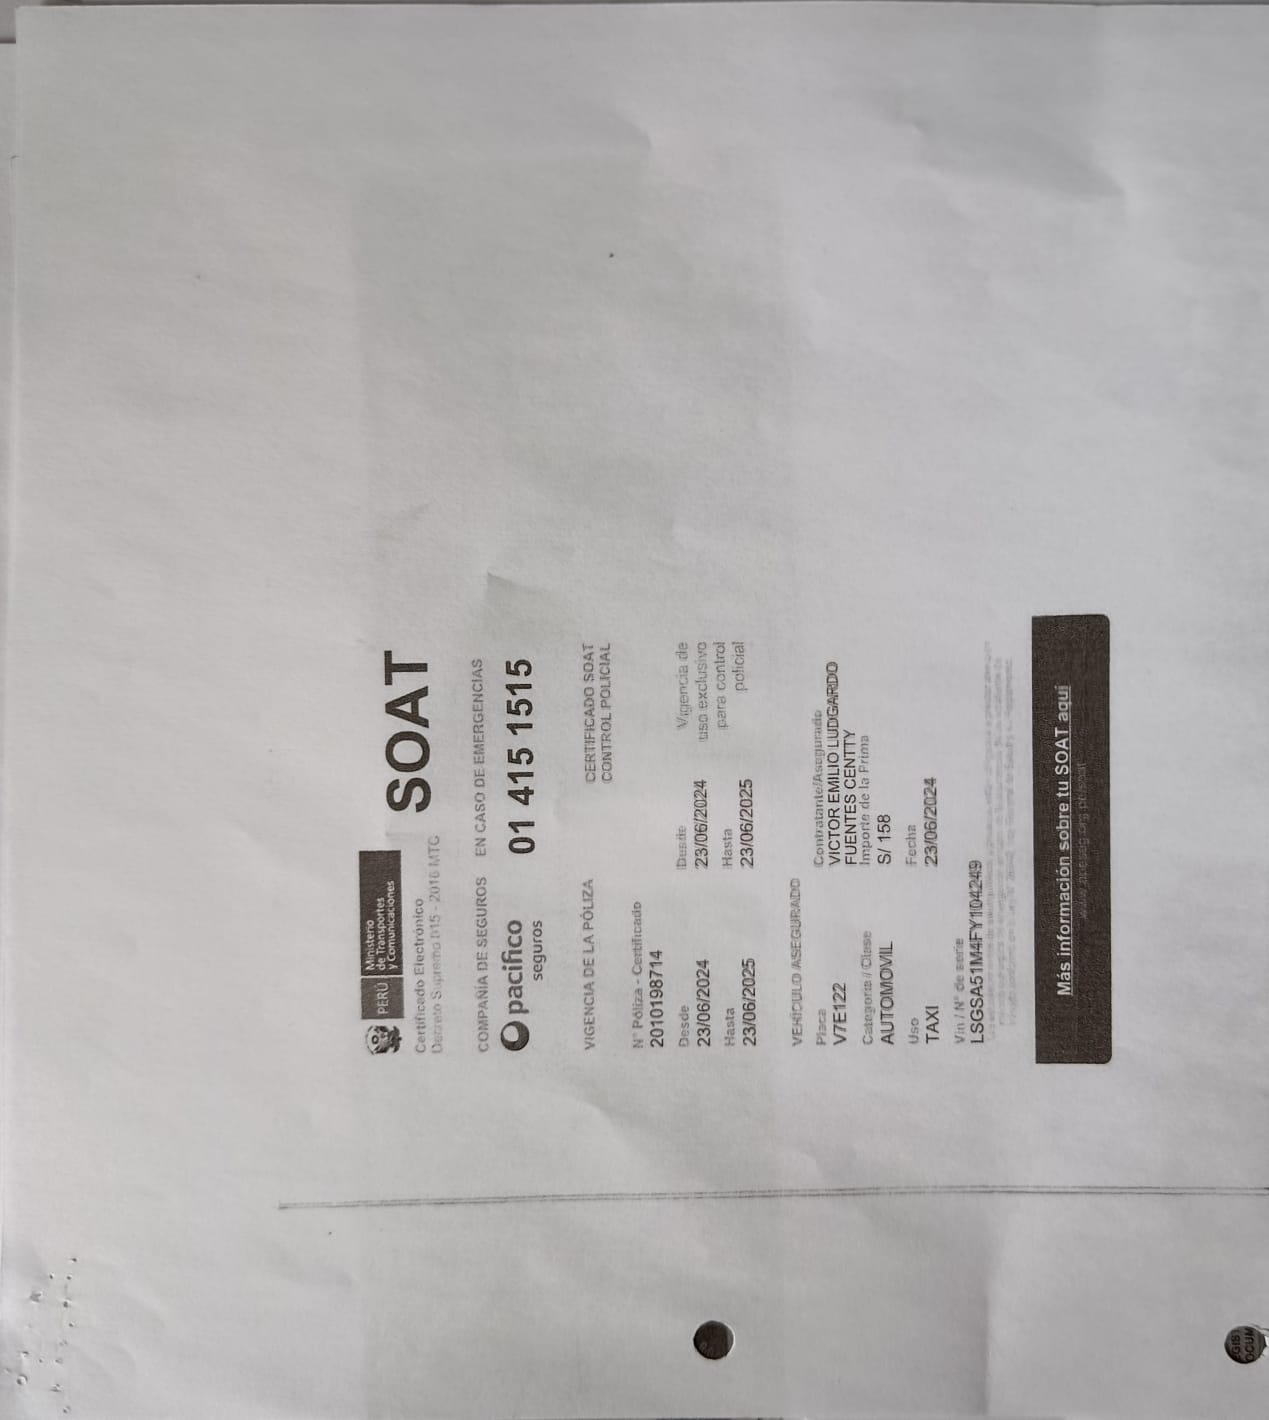 PERÚ
Ministerio
de Transportes
y Comunicaciones
SOAT
Certificado Electrónico
Decreto Supremo 015 - 2016 MTC
COMPAÑÍA DE SEGUROS
EN CASO DE EMERGENCIAS
pacifico
seguros
01 415 1515
VIGENCIA DE LA PÓLIZA
CERTIFICADO SOAT
CONTROL POLICIAL
N° Póliza - Certificado
2010198714
Desde
23/06/2024
Hasta
23/06/2025
Desde
23/06/2024
Hasta
23/06/2025
Vigencia de
uso exclusivo
para control
policial
VEHÍCULO ASEGURADO
Placa
V7E122
Contratante/Asegurado
VICTOR EMILIO LUDGARDO
FUENTES CENTTY
Categoría / Clase
AUTOMOVIL
Importe de la Prima
S/ 158
Uso
TAXI
Fecha
23/06/2024
Vin / N° de serie
LSGSA51M4FY104249
Más información sobre tu SOAT aquí